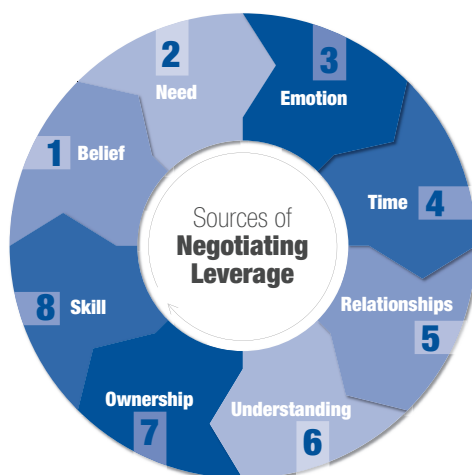 Sources of
Negotiating
Leverage
1 Belief
2
Need
3
Emotion
Time 4
Relationships
5
Understanding
6
Ownership
7
8 Skill